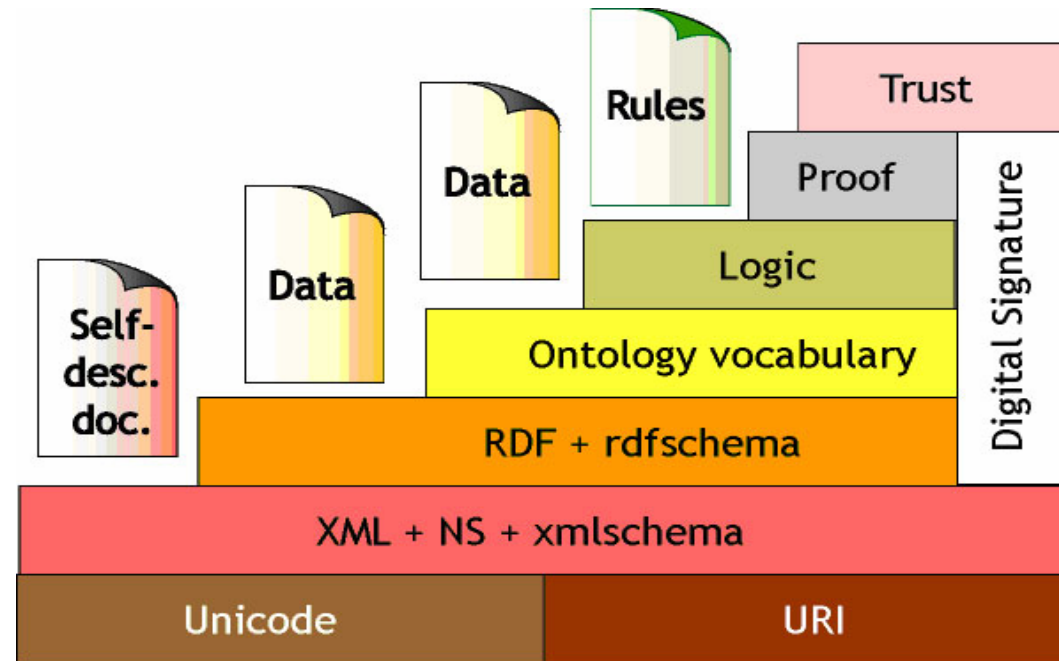 Rules
Trust
Data
Proof
Data
Logic
Self-
desc.
doc.
Ontology vocabulary
Digital Signature
RDF + rdfschema
XML + NS + xmlschema
Unicode
URI